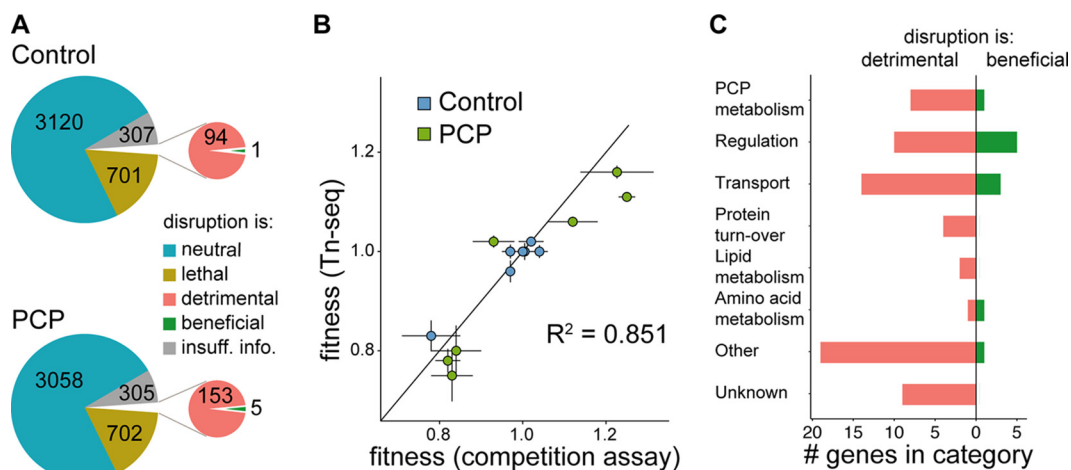 A
Control
3120
307
701
94
1
disruption is:
neutral
lethal
detrimental
beneficial
insuff. info.
PCP
3058
305
702
153
5
B
Control
PCP
fitness (Tn-seq)
1.2
1.0
0.8
R² = 0.851
0.8
1.0
1.2
fitness (competition assay)
C
disruption is:
detrimental beneficial
PCP
metabolism
Regulation
Transport
Protein
turn-over
Lipid
metabolism
Amino acid
metabolism
Other
Unknown
20 15 10 5 0 5
# genes in category